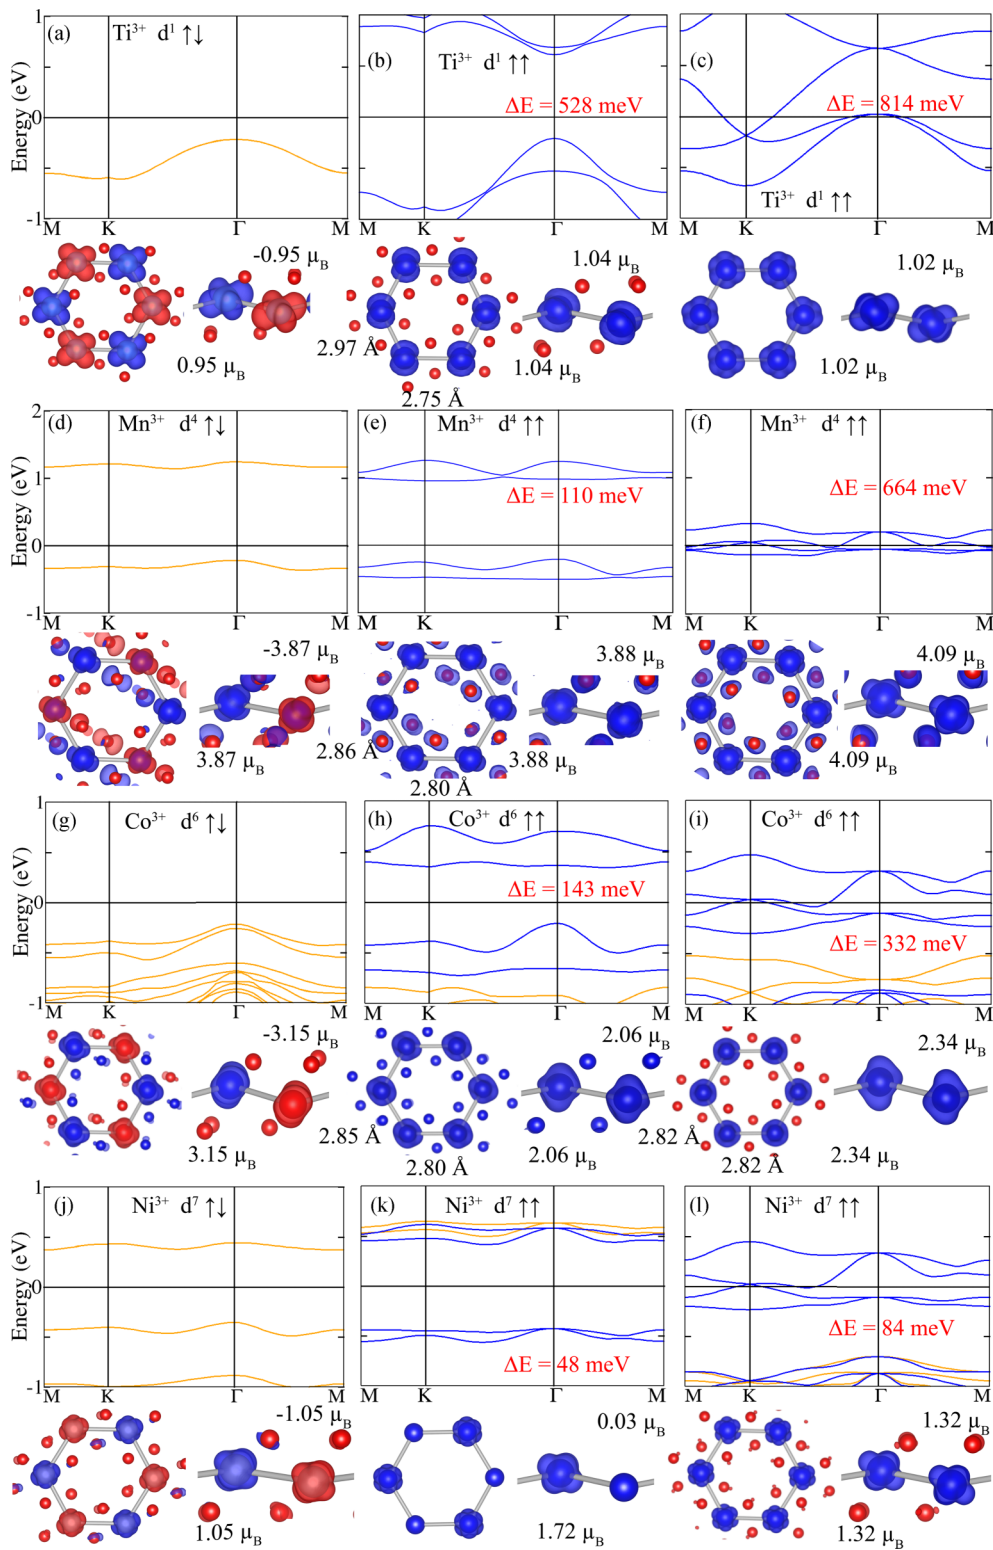 1
(a) Ti³⁺ d¹ ↑↓
(b) Ti³⁺ d¹ ↑↑
(c)
ΔE = 528 meV
ΔE = 814 meV
Energy (eV)
0
-1
Ti³⁺ d¹ ↑↑
M K Γ M
M K Γ M
M K Γ M
-0.95 μB
1.04 μB
1.02 μB
2.97 Å
0.95 μB
1.04 μB
1.02 μB
2.75 Å
2
(d) Mn³⁺ d⁴ ↑↓
(e) Mn³⁺ d⁴ ↑↑
(f) Mn³⁺ d⁴ ↑↑
1
ΔE = 110 meV
ΔE = 664 meV
Energy (eV)
0
-1
M K Γ M
M K Γ M
M K Γ M
-3.87 μB
3.88 μB
4.09 μB
2.86 Å
3.87 μB
3.88 μB
4.09 μB
2.80 Å
1
(g) Co³⁺ d⁶ ↑↓
(h) Co³⁺ d⁶ ↑↑
(i) Co³⁺ d⁶ ↑↑
ΔE = 143 meV
ΔE = 332 meV
Energy (eV)
0
-1
M K Γ M
M K Γ M
M K Γ M
-3.15 μB
2.06 μB
2.34 μB
2.85 Å
2.82 Å
3.15 μB
2.80 Å
2.06 μB
2.82 Å
2.34 μB
1
(j) Ni³⁺ d⁷ ↑↓
(k) Ni³⁺ d⁷ ↑↑
(l) Ni³⁺ d⁷ ↑↑
Energy (eV)
0
ΔE = 48 meV
ΔE = 84 meV
-1
M K Γ M
M K Γ M
M K Γ M
-1.05 μB
0.03 μB
1.32 μB
1.05 μB
1.72 μB
1.32 μB